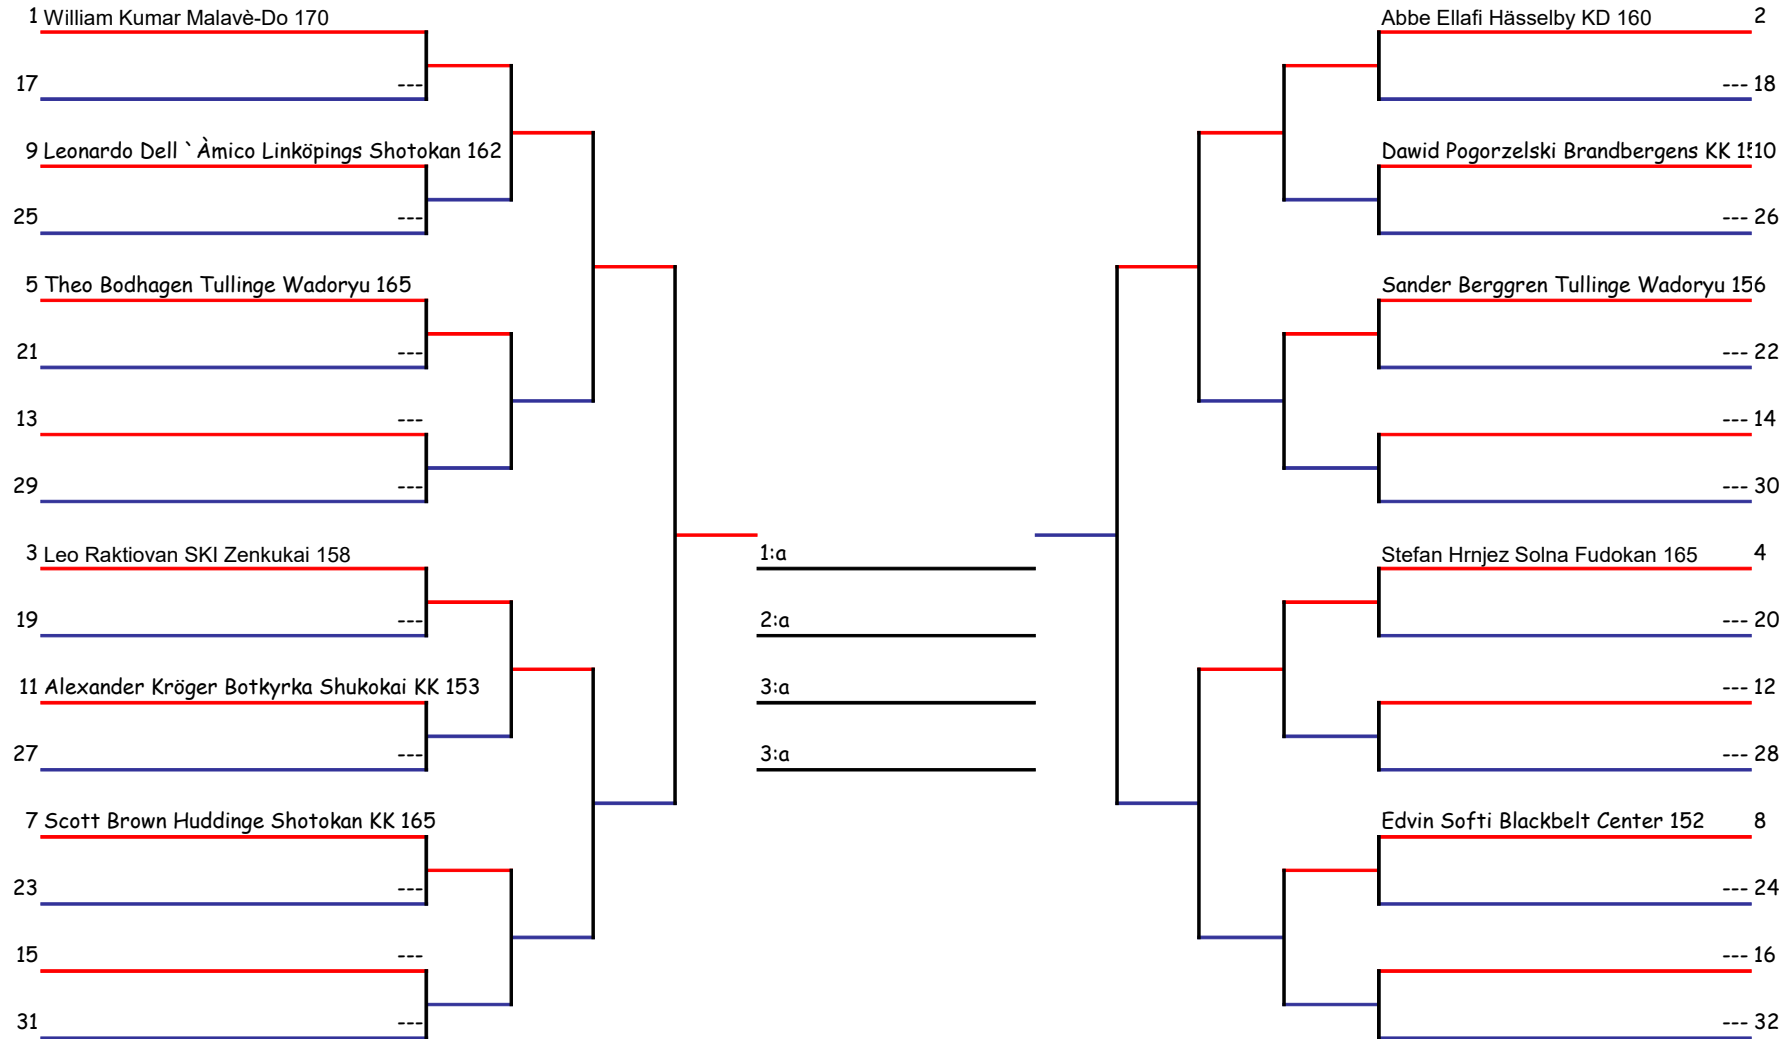 1 William Kumar Malavè-Do 170
17 ---
9 Leonardo Dell `Àmico Linköpings Shotokan 162
25 ---
5 Theo Bodhagen Tullinge Wadoryu 165
21 ---
13 ---
29 ---
3 Leo Raktiovan SKI Zenkukai 158
19 ---
11 Alexander Kröger Botkyrka Shukokai KK 153
27 ---
7 Scott Brown Huddinge Shotokan KK 165
23 ---
15 ---
31 ---
1:a
2:a
3:a
3:a
Abbe Ellafi Hässelby KD 160 2
--- 18
Dawid Pogorzelski Brandbergens KK 10
--- 26
Sander Berggren Tullinge Wadoryu 156
--- 22
--- 14
--- 30
Stefan Hrnjez Solna Fudokan 165 4
--- 20
--- 12
--- 28
Edvin Softi Blackbelt Center 152 8
--- 24
--- 16
--- 32